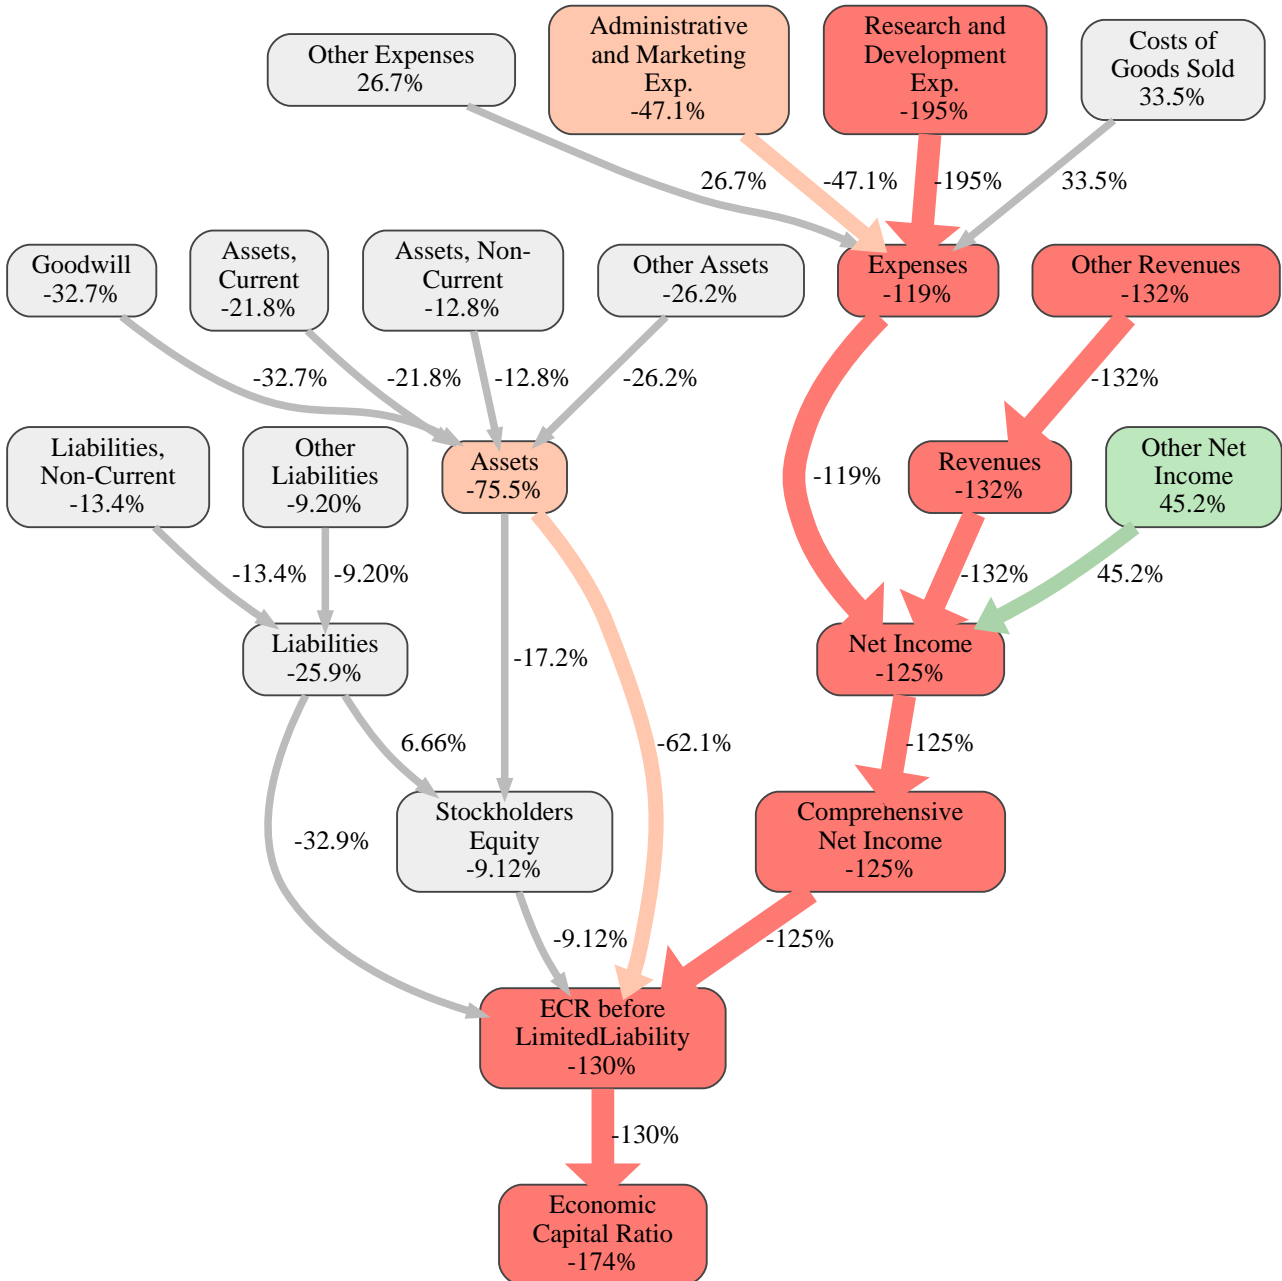 Other Expenses
26.7%
Administrative
and Marketing
Exp.
-47.1%
Research and
Development
Exp.
-195%
Costs of
Goods Sold
33.5%
26.7%
-47.1%
-195%
33.5%
Goodwill
-32.7%
Assets,
Current
-21.8%
Assets, Non-
Current
-12.8%
Other Assets
-26.2%
Expenses
-119%
Other Revenues
-132%
-32.7%
-21.8%
-12.8%
-26.2%
-132%
Liabilities,
Non-Current
-13.4%
Other
Liabilities
-9.20%
Assets
-75.5%
-119%
Revenues
-132%
Other Net
Income
45.2%
-13.4%
-9.20%
-132%
45.2%
Liabilities
-25.9%
-17.2%
Net Income
-125%
6.66%
-62.1%
-125%
-32.9%
Stockholders
Equity
-9.12%
Comprehensive
Net Income
-125%
-9.12%
-125%
ECR before
LimitedLiability
-130%
-130%
Economic
Capital Ratio
-174%